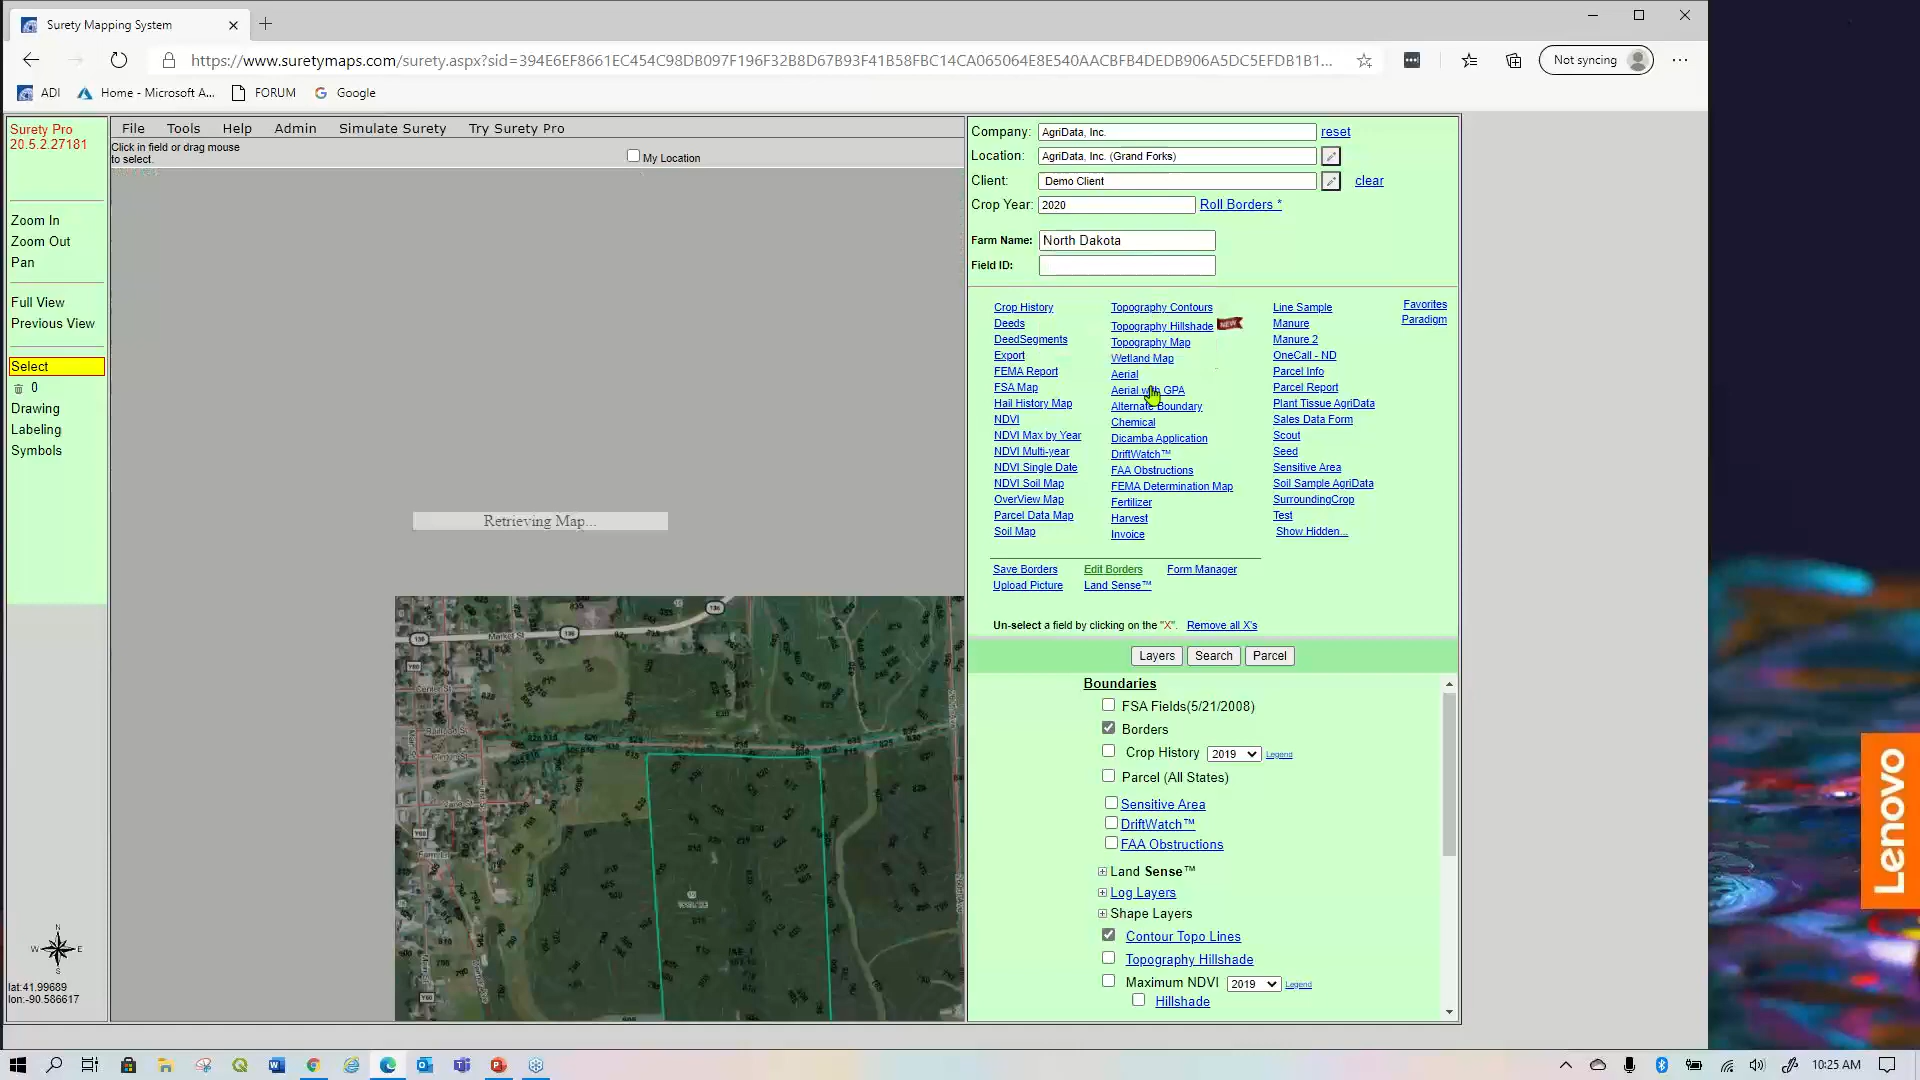 Surety Mapping System
https://www.suretymaps.com/surety.aspx?sid=394E6EF8661EC454C98DB097F196F32B8D67B93F41B58FBC14CA065064E8E540AACBFB4DEDB906A5DC5EFDB1B1...
Not syncing
ADI
Home - Microsoft A...
FORUM
Google
Surety Pro
20.5.2.27181
File Tools Help Admin Simulate Surety Try Surety Pro
Click in field or drag mouse
to select.
My Location
Zoom In
Zoom Out
Pan
Full View
Previous View
Select
0
Drawing
Labeling
Symbols
N
W E
S
lat:41.99689
lon:-90.586617
Retrieving Map...
136
Market St
136
136
Y60
Y60
Y60
Company: AgriData, Inc. reset
Location: AgriData, Inc. (Grand Forks)
Client: Demo Client clear
Crop Year: 2020 Roll Borders *
Farm Name: North Dakota
Field ID:
Crop History
Deeds
DeedSegments
Export
FEMA Report
FSA Map
Hail History Map
NDVI
NDVI Max by Year
NDVI Multi-year
NDVI Single Date
NDVI Soil Map
OverView Map
Parcel Data Map
Soil Map
Topography Contours
Topography Hillshade NEW
Topography Map
Wetland Map
Aerial
Aerial with GPA
Alternate Boundary
Chemical
Dicamba Application
DriftWatch™
FAA Obstructions
FEMA Determination Map
Fertilizer
Harvest
Invoice
Line Sample
Manure
Manure 2
OneCall - ND
Parcel Info
Parcel Report
Plant Tissue AgriData
Sales Data Form
Scout
Seed
Sensitive Area
Soil Sample AgriData
SurroundingCrop
Test
Show Hidden...
Favorites
Paradigm
Save Borders Edit Borders Form Manager
Upload Picture Land Sense™
Un-select a field by clicking on the "X". Remove all X's
Layers Search Parcel
Boundaries
FSA Fields(5/21/2008)
Borders
Crop History 2019 Legend
Parcel (All States)
Sensitive Area
DriftWatch™
FAA Obstructions
Land Sense™
Log Layers
Shape Layers
Contour Topo Lines
Topography Hillshade
Maximum NDVI 2019 Legend
Hillshade
Lenovo
10:25 AM